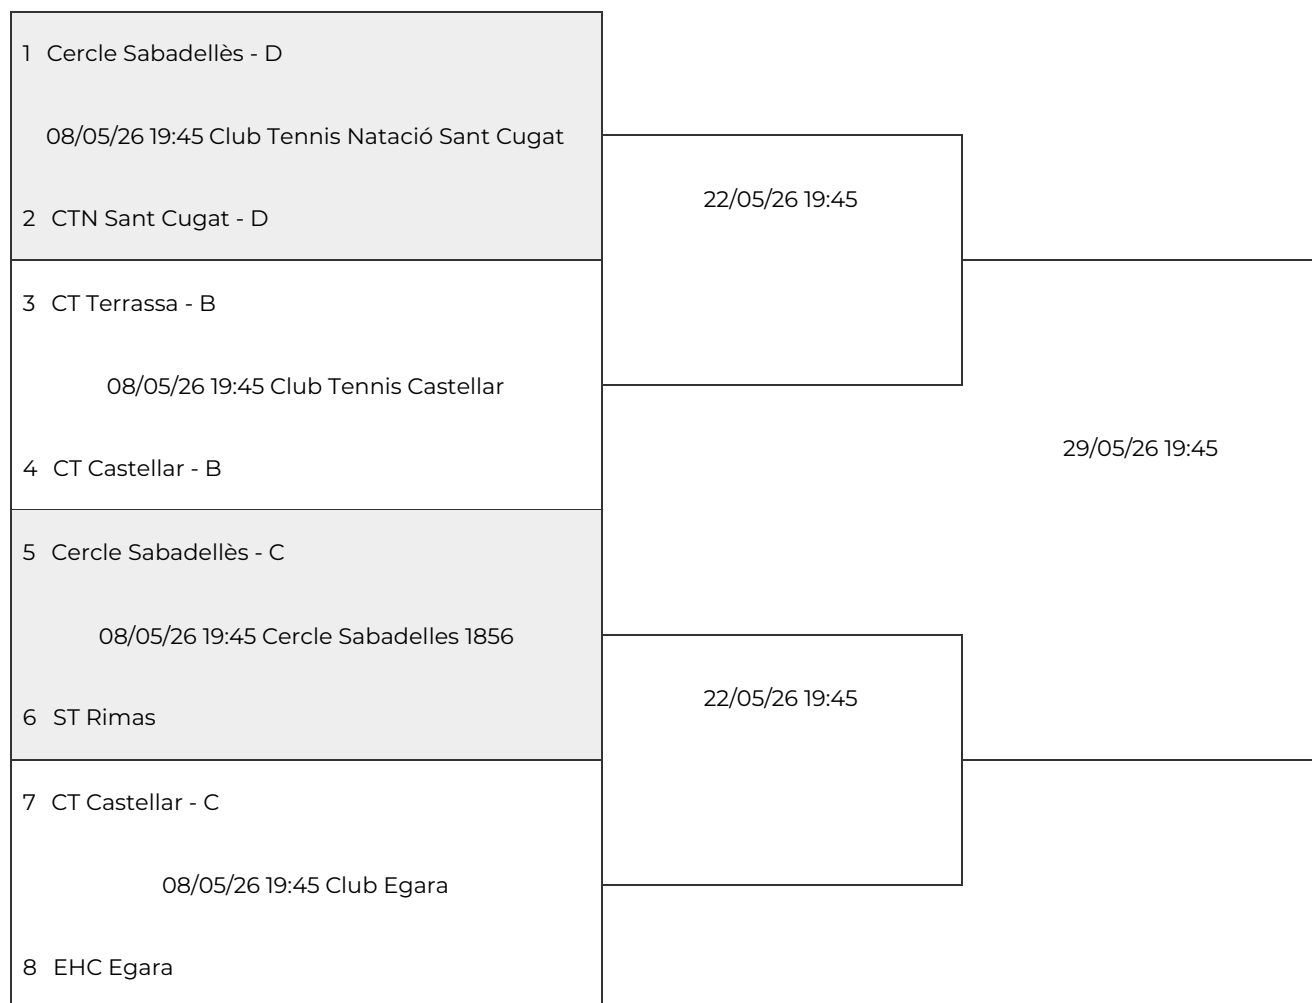 1 Cercle Sabadellès - D
08/05/26 19:45 Club Tennis Natació Sant Cugat
2 CTN Sant Cugat - D
22/05/26 19:45
3 CT Terrassa - B
08/05/26 19:45 Club Tennis Castellar
4 CT Castellar - B
29/05/26 19:45
5 Cercle Sabadellès - C
08/05/26 19:45 Cercle Sabadelles 1856
6 ST Rimas
22/05/26 19:45
7 CT Castellar - C
08/05/26 19:45 Club Egara
8 EHC Egara